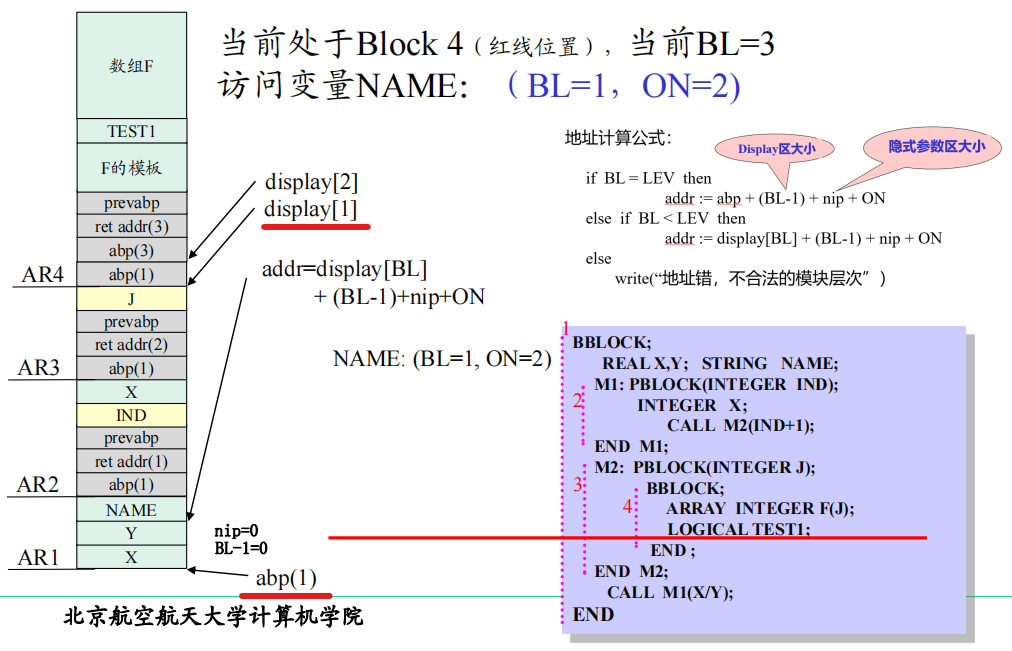 当前处于Block 4（红线位置），当前BL=3
访问变量NAME:（BL=1，ON=2)
数组F
TEST1
F的模板
prevabp
ret addr(3)
abp(3)
abp(1)
J
prevabp
ret addr(2)
abp(1)
X
IND
prevabp
ret addr(1)
abp(1)
NAME
Y
X
AR4
AR3
AR2
AR1
display[2]
display[1]
addr=display[BL]
+ (BL-1)+nip+ON
NAME: (BL=1, ON=2)
nip=0
BL-1=0
abp(1)
地址计算公式：
Display区大小
隐式参数区大小
if BL = LEV then
addr := abp + (BL-1) + nip + ON
else if BL < LEV then
addr := display[BL] + (BL-1) + nip + ON
else
write(“地址错，不合法的模块层次” )
1
BBLOCK;
REAL X,Y; STRING NAME;
M1: PBLOCK(INTEGER IND);
2
INTEGER X;
CALL M2(IND+1);
END M1;
M2: PBLOCK(INTEGER J);
3
BBLOCK;
4
ARRAY INTEGER F(J);
LOGICAL TEST1;
END ;
END M2;
CALL M1(X/Y);
END
北京航空航天大学计算机学院